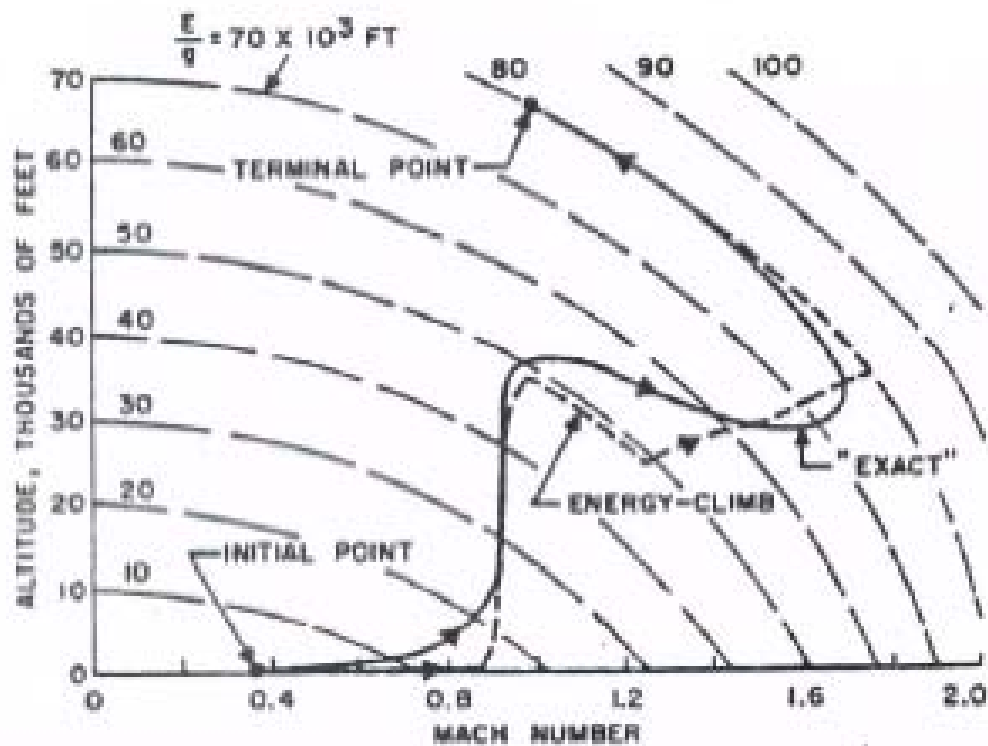 E/g = 70 X 10³ FT
80 90 100
70
60 60
TERMINAL POINT
50 50
40 40
30 30
"EXACT"
ENERGY-CLIMB
20 20
INITIAL POINT
10 10
0
0 0.4 0.8 1.2 1.6 2.0
MACH NUMBER
ALTITUDE, THOUSANDS OF FEET